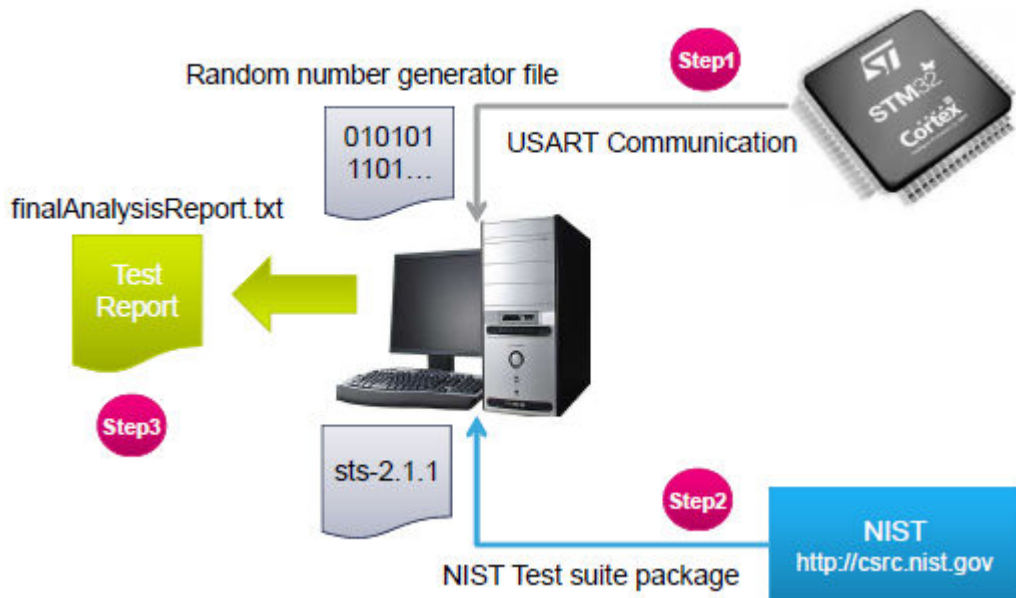 Step1
Random number generator file
010101
1101...
USART Communication
ST
STM32
Cortex
finalAnalysisReport.txt
Test
Report
Step3
sts-2.1.1
Step2
NIST
http://csrc.nist.gov
NIST Test suite package